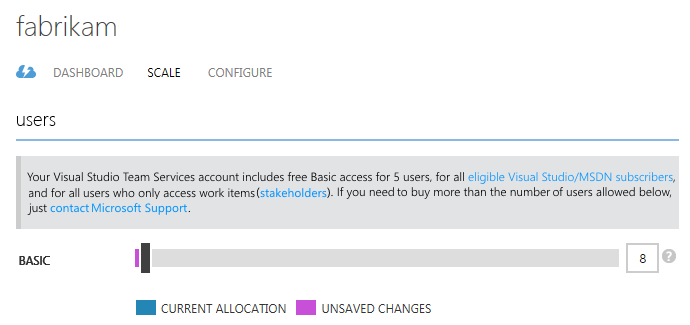 fabrikam
DASHBOARD SCALE CONFIGURE
users
Your Visual Studio Team Services account includes free Basic access for 5 users, for all eligible Visual Studio/MSDN subscribers,
and for all users who only access work items (stakeholders). If you need to buy more than the number of users allowed below,
just contact Microsoft Support.
BASIC 8 ?
CURRENT ALLOCATION UNSAVED CHANGES